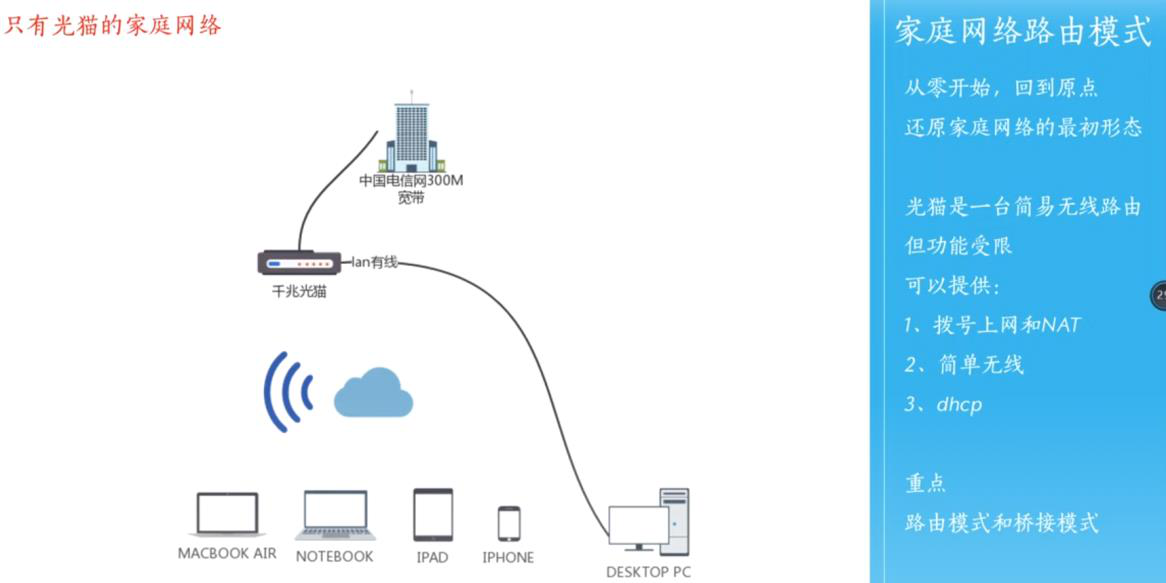 只有光猫的家庭网络
中国电信网300M
宽带
lan有线
千兆光猫
MACBOOK AIR
NOTEBOOK
IPAD
IPHONE
DESKTOP PC
家庭网络路由模式
从零开始，回到原点
还原家庭网络的最初形态
光猫是一台简易无线路由
但功能受限
可以提供：
1、拨号上网和NAT
2、简单无线
3、dhcp
重点
路由模式和桥接模式